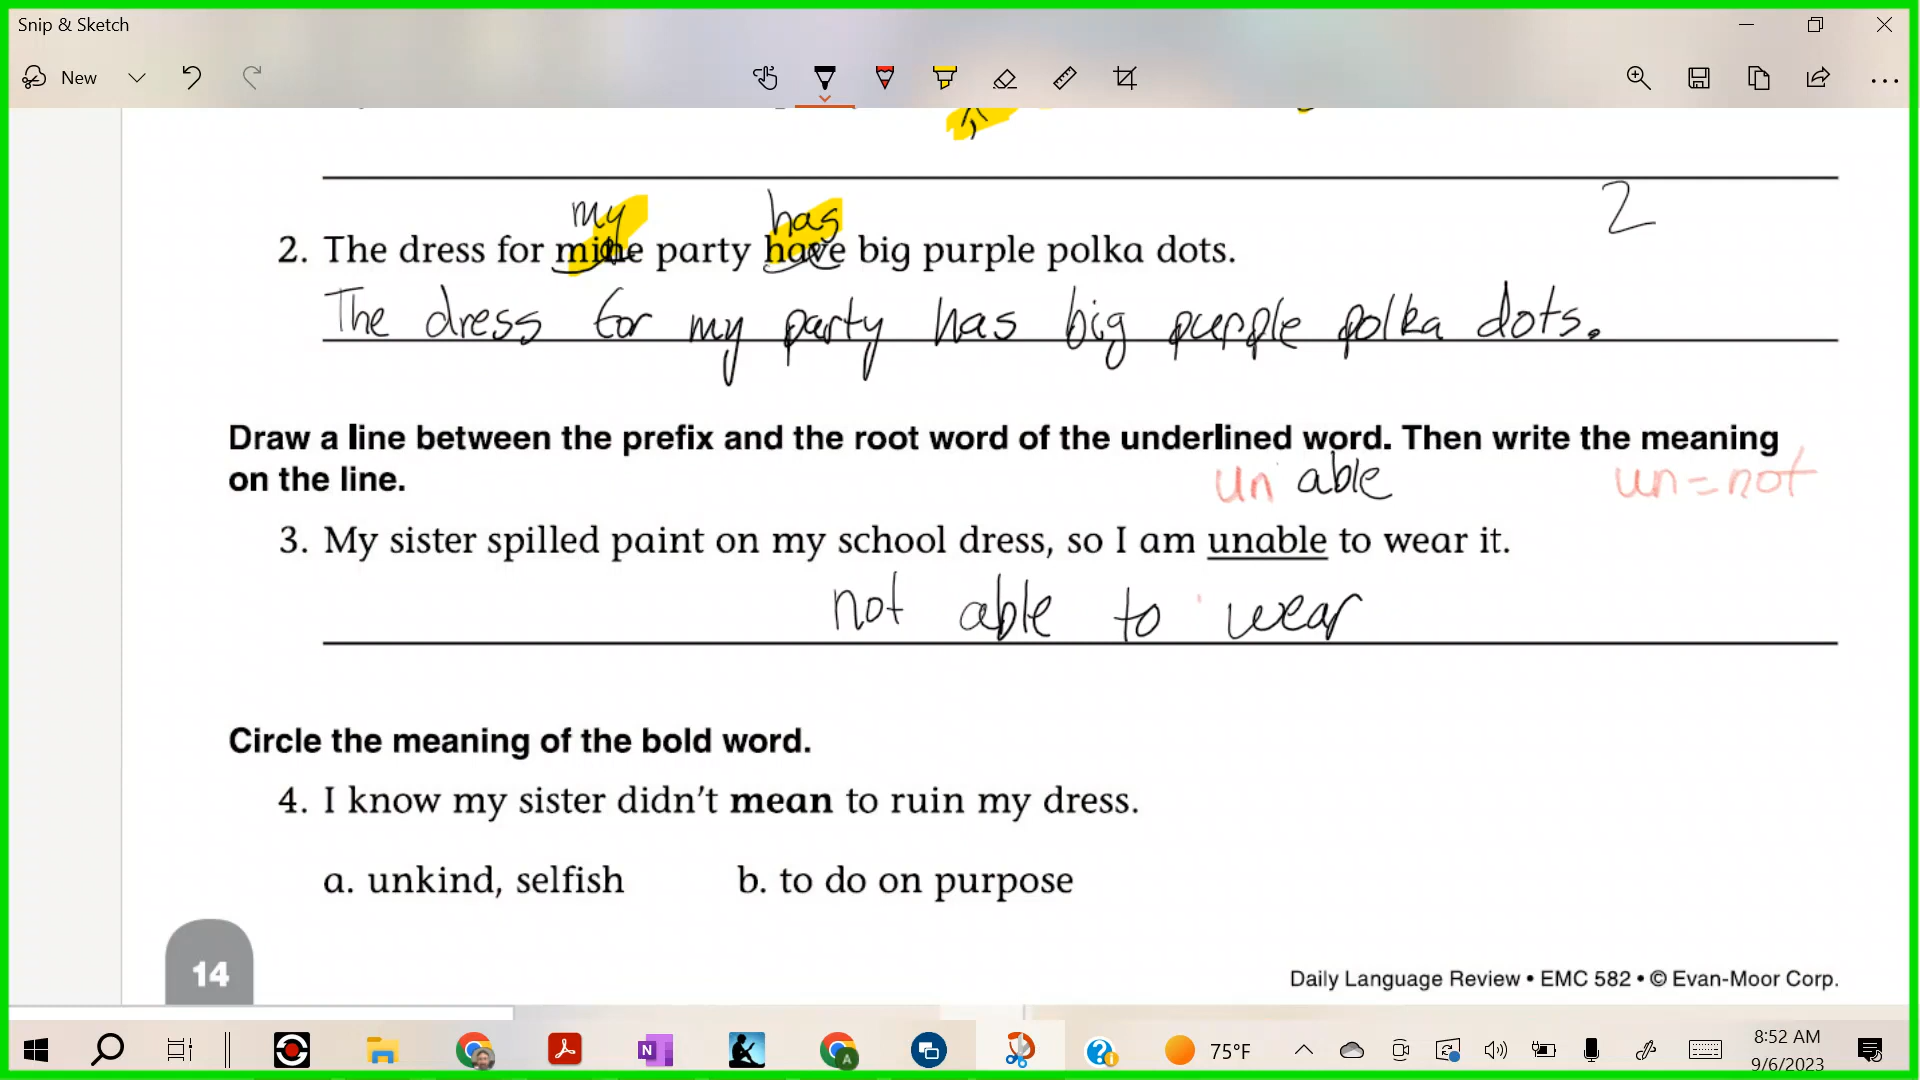 Snip & Sketch
New
my has 2
2. The dress for mine party have big purple polka dots.
The dress for my party has big purple polka dots.
Draw a line between the prefix and the root word of the underlined word. Then write the meaning
on the line.
un able un=not
3. My sister spilled paint on my school dress, so I am unable to wear it.
not able to wear
Circle the meaning of the bold word.
4. I know my sister didn't mean to ruin my dress.
a. unkind, selfish b. to do on purpose
14
Daily Language Review • EMC 582 • © Evan-Moor Corp.
75°F
8:52 AM
9/6/2023